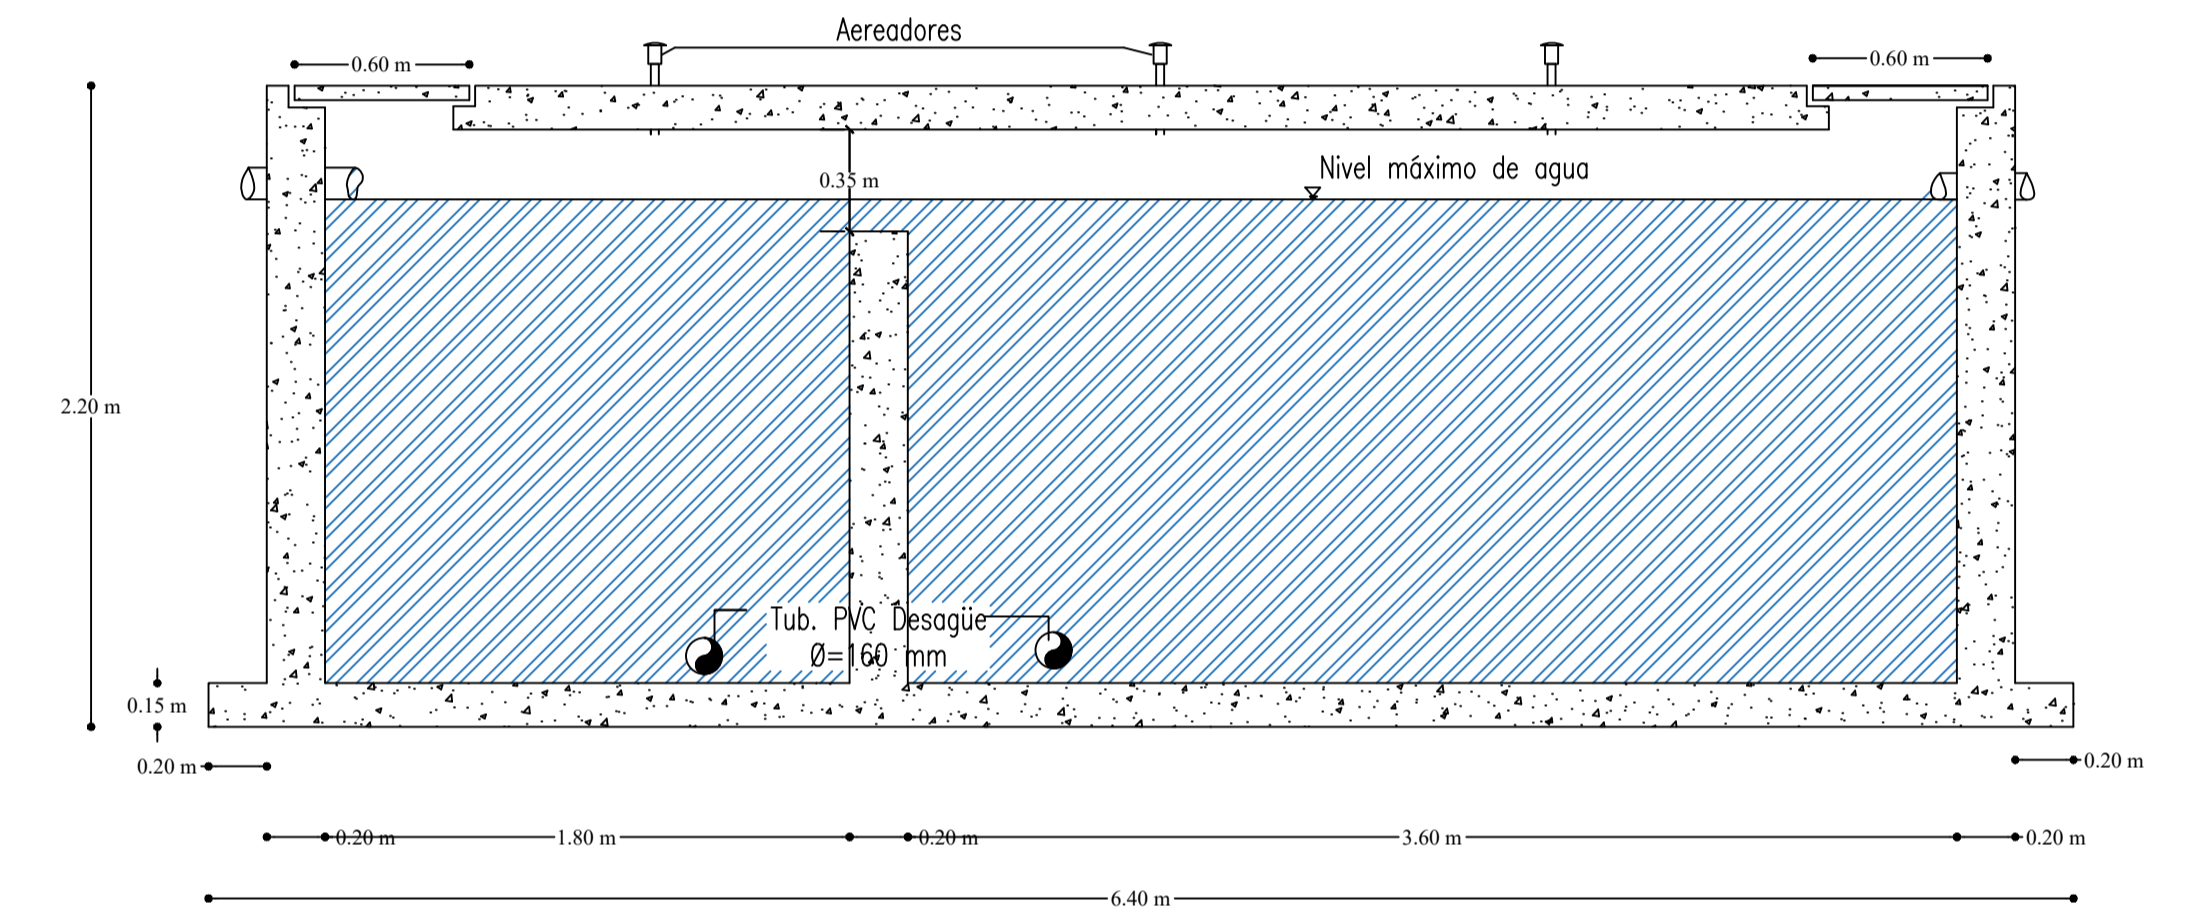 Aereadores
0.60 m
0.60 m
Nivel máximo de agua
0.35 m
2.20 m
Tub. PVC Desagüe
Ø=160 mm
0.15 m
0.20 m
0.20 m
0.20 m
1.80 m
0.20 m
3.60 m
0.20 m
6.40 m